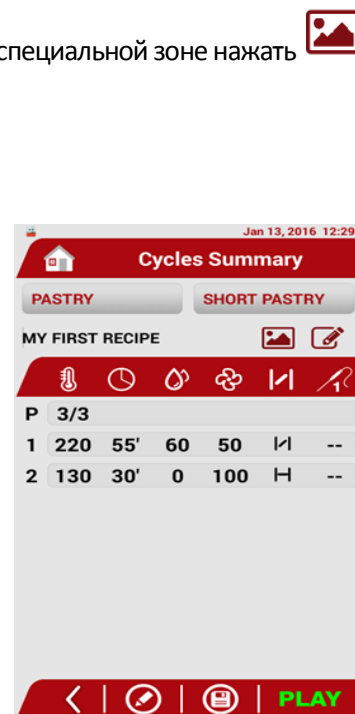 специальной зоне нажать
Jan 13, 2016 12:29
Cycles Summary
PASTRY SHORT PASTRY
MY FIRST RECIPE
1
P 3/3
1 220 55' 60 50 --
2 130 30' 0 100 --
PLAY